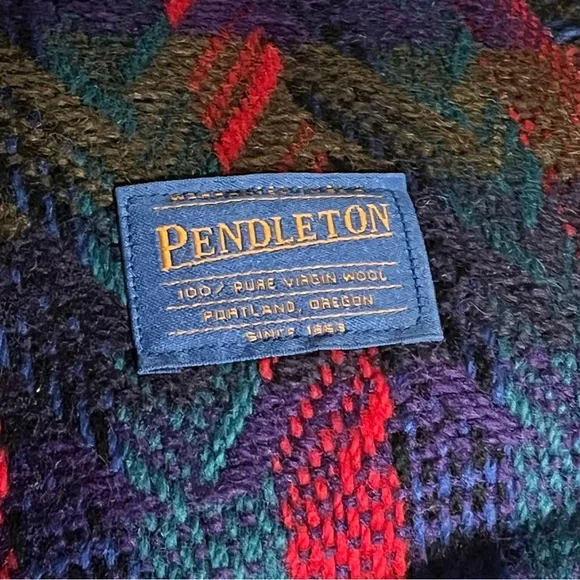 PENDLETON
100% PURE VIRGIN WOOL
PORTLAND, OREGON
SINCE 1863